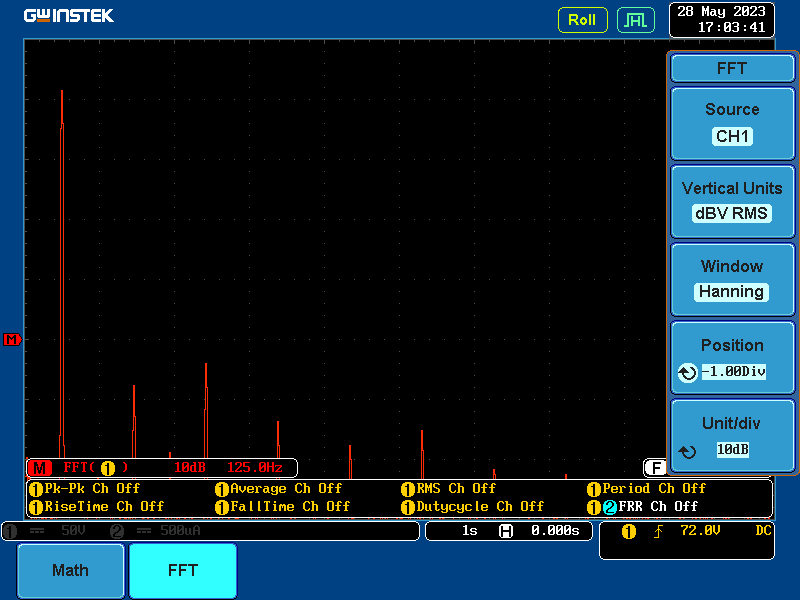 GWINSTEK
Roll
28 May 2023
17:03:41
FFT
Source
CH1
Vertical Units
dBV RMS
Window
Hanning
Position
-1.00Div
Unit/div
10dB
M
M FFT( 1 ) 10dB 125.0Hz
F
1 Pk-Pk Ch Off 1 Average Ch Off 1 RMS Ch Off 1 Period Ch Off
1 RiseTime Ch Off 1 FallTime Ch Off 1 Dutycycle Ch Off 1 2 FRR Ch Off
1 50V 2 500uA 1s H 0.000s 1 72.0V DC
Math FFT